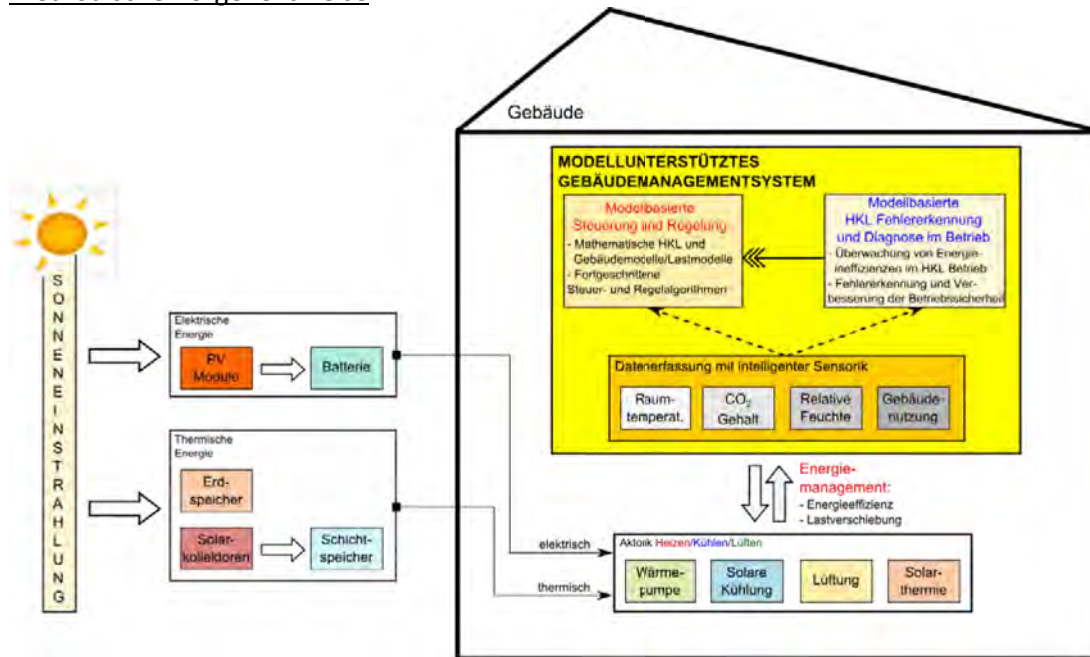 Gebäude
MODELLUNTERSTÜTZTES
GEBÄUDEMANAGEMENTSYSTEM
Modelbasierte
Steuerung und Regelung
- Mathematische HKL und
Gebäudemodelle/Lastmodelle
- Fortgeschrittene
Steuer- und Regelalgorithmen
Modellbasierte
HKL Fehlererkennung
und Diagnose im Betrieb
- Überwachung von Energie-
ineffizienzen im HKL Betrieb
- Fehlererkennung und Ver-
besserung der Betriebssicherheit
Datenerfassung mit intelligenter Sensorik
Raum-
temperat.
CO₂
Gehalt
Relative
Feuchte
Gebäude-
nutzung
SONNENEINSTRAHLUNG
Elektrische
Energie
PV
Module
Batterie
Thermische
Energie
Erd-
speicher
Solar-
kollektoren
Schicht-
speicher
Energie-
management:
- Energieeffizienz
- Lastverschiebung
elektrisch
thermisch
Aktorik Heizen/Kühlen/Lüften
Wärme-
pumpe
Solare
Kühlung
Lüftung
Solar-
thermie